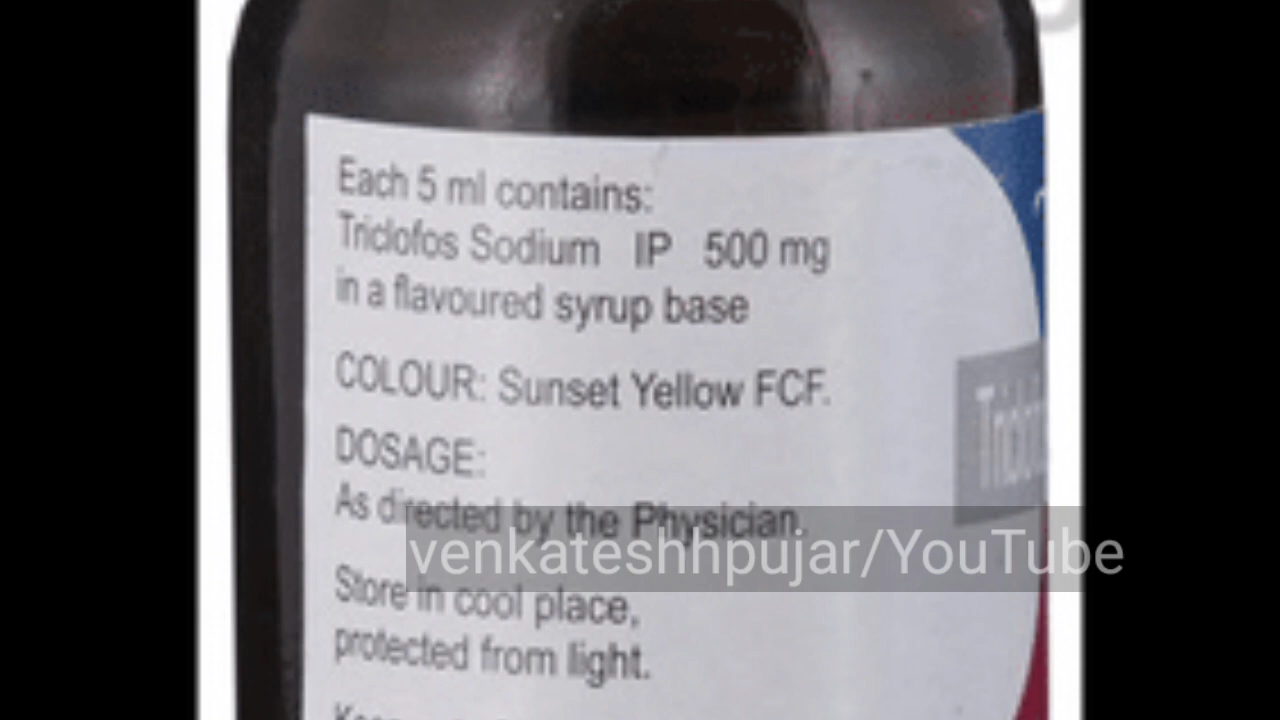 Each 5 ml contains:
Triclofos Sodium IP 500 mg
in a flavoured syrup base
COLOUR: Sunset Yellow FCF.
DOSAGE:
As directed by the Physician.
venkateshhpujar/YouTube
Store in cool place,
protected from light.